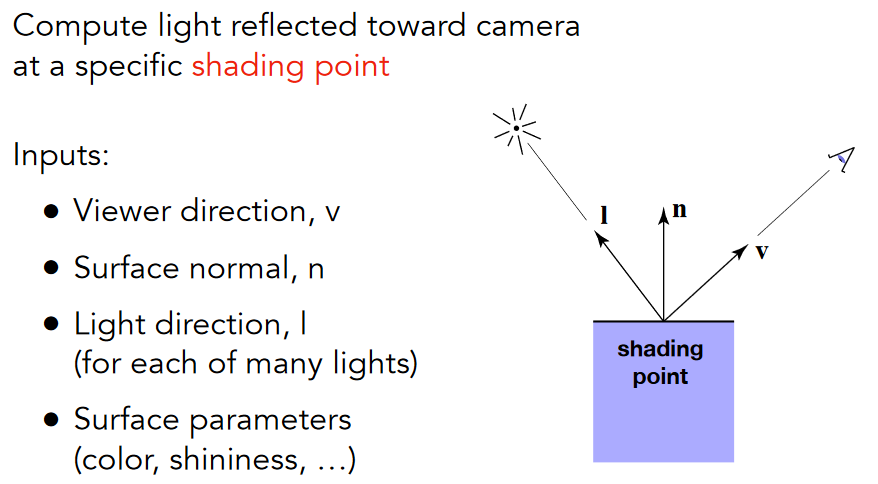 Compute light reflected toward camera
at a specific shading point
Inputs:
● Viewer direction, v
● Surface normal, n
● Light direction, l
(for each of many lights)
● Surface parameters
(color, shininess, …)
l
n
v
shading
point